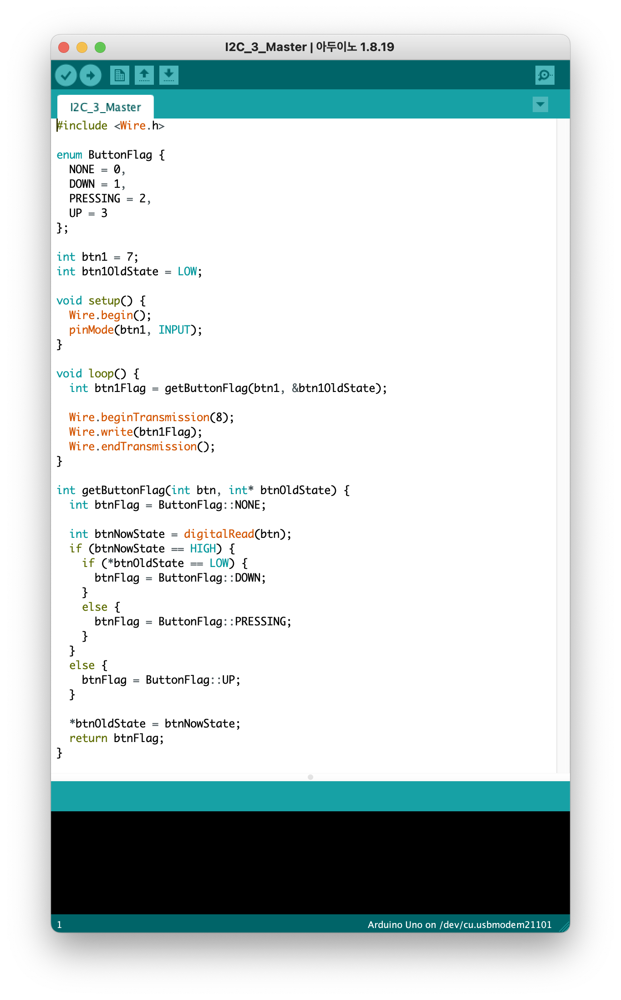 I2C_3_Master | 아두이노 1.8.19
I2C_3_Master
#include <Wire.h>

enum ButtonFlag {
  NONE = 0,
  DOWN = 1,
  PRESSING = 2,
  UP = 3
};

int btn1 = 7;
int btn1OldState = LOW;

void setup() {
  Wire.begin();
  pinMode(btn1, INPUT);
}

void loop() {
  int btn1Flag = getButtonFlag(btn1, &btn1OldState);

  Wire.beginTransmission(8);
  Wire.write(btn1Flag);
  Wire.endTransmission();
}

int getButtonFlag(int btn, int* btnOldState) {
  int btnFlag = ButtonFlag::NONE;

  int btnNowState = digitalRead(btn);
  if (btnNowState == HIGH) {
    if (*btnOldState == LOW) {
      btnFlag = ButtonFlag::DOWN;
    }
    else {
      btnFlag = ButtonFlag::PRESSING;
    }
  }
  else {
    btnFlag = ButtonFlag::UP;
  }

  *btnOldState = btnNowState;
  return btnFlag;
}
1
Arduino Uno on /dev/cu.usbmodem21101